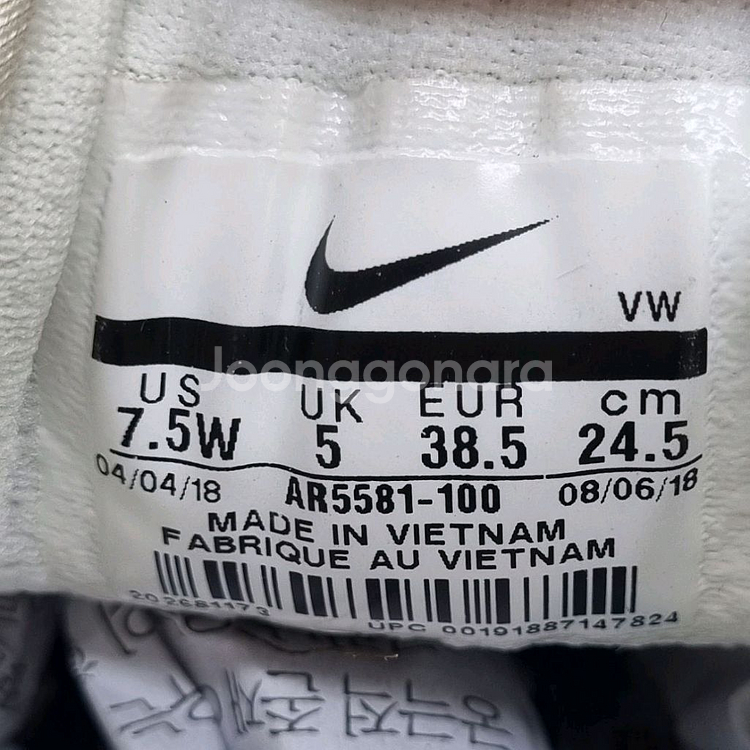 VW
Joonggonara
US UK EUR cm
7.5W 5 38.5 24.5
04/04/18 AR5581-100 08/06/18
MADE IN VIETNAM
FABRIQUE AU VIETNAM
202681173
UPC 00191887147824